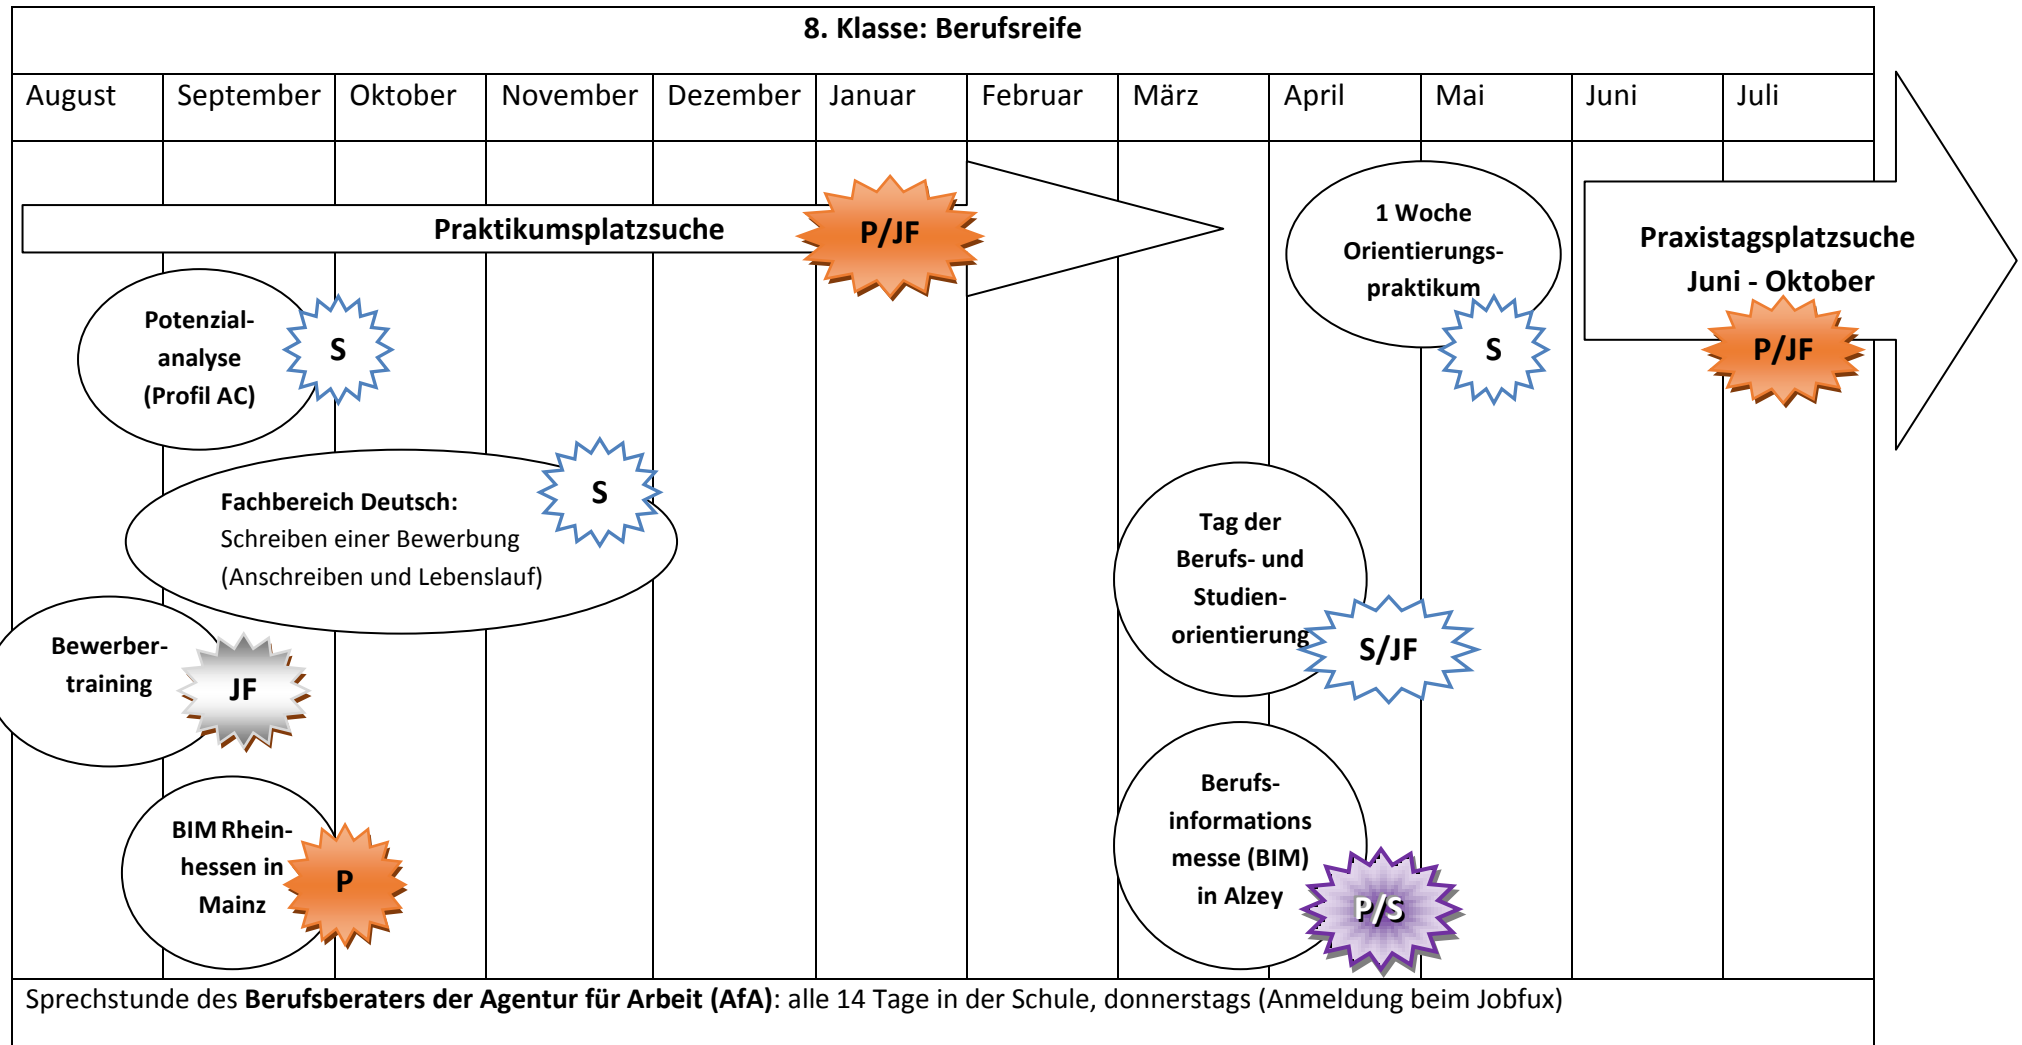 8. Klasse: Berufsreife
August September Oktober November Dezember Januar Februar März April Mai Juni Juli
Praktikumsplatzsuche
P/JF
1 Woche
Orientierungs-
praktikum
S
Praxistagsplatzsuche
Juni - Oktober
P/JF
Potenzial-
analyse
(Profil AC)
S
Fachbereich Deutsch:
Schreiben einer Bewerbung
(Anschreiben und Lebenslauf)
S
Tag der
Berufs- und
Studien-
orientierung
S/JF
Bewerber-
training
JF
BIM Rhein-
hessen in
Mainz
P
Berufs-
informations
messe (BIM)
in Alzey
P/S
Sprechstunde des Berufsberaters der Agentur für Arbeit (AfA): alle 14 Tage in der Schule, donnerstags (Anmeldung beim Jobfux)